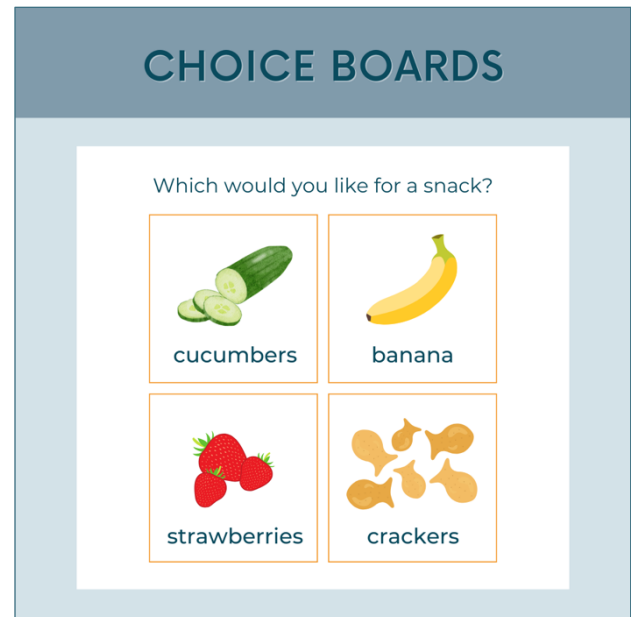 CHOICE BOARDS
Which would you like for a snack?
cucumbers
banana
strawberries
crackers